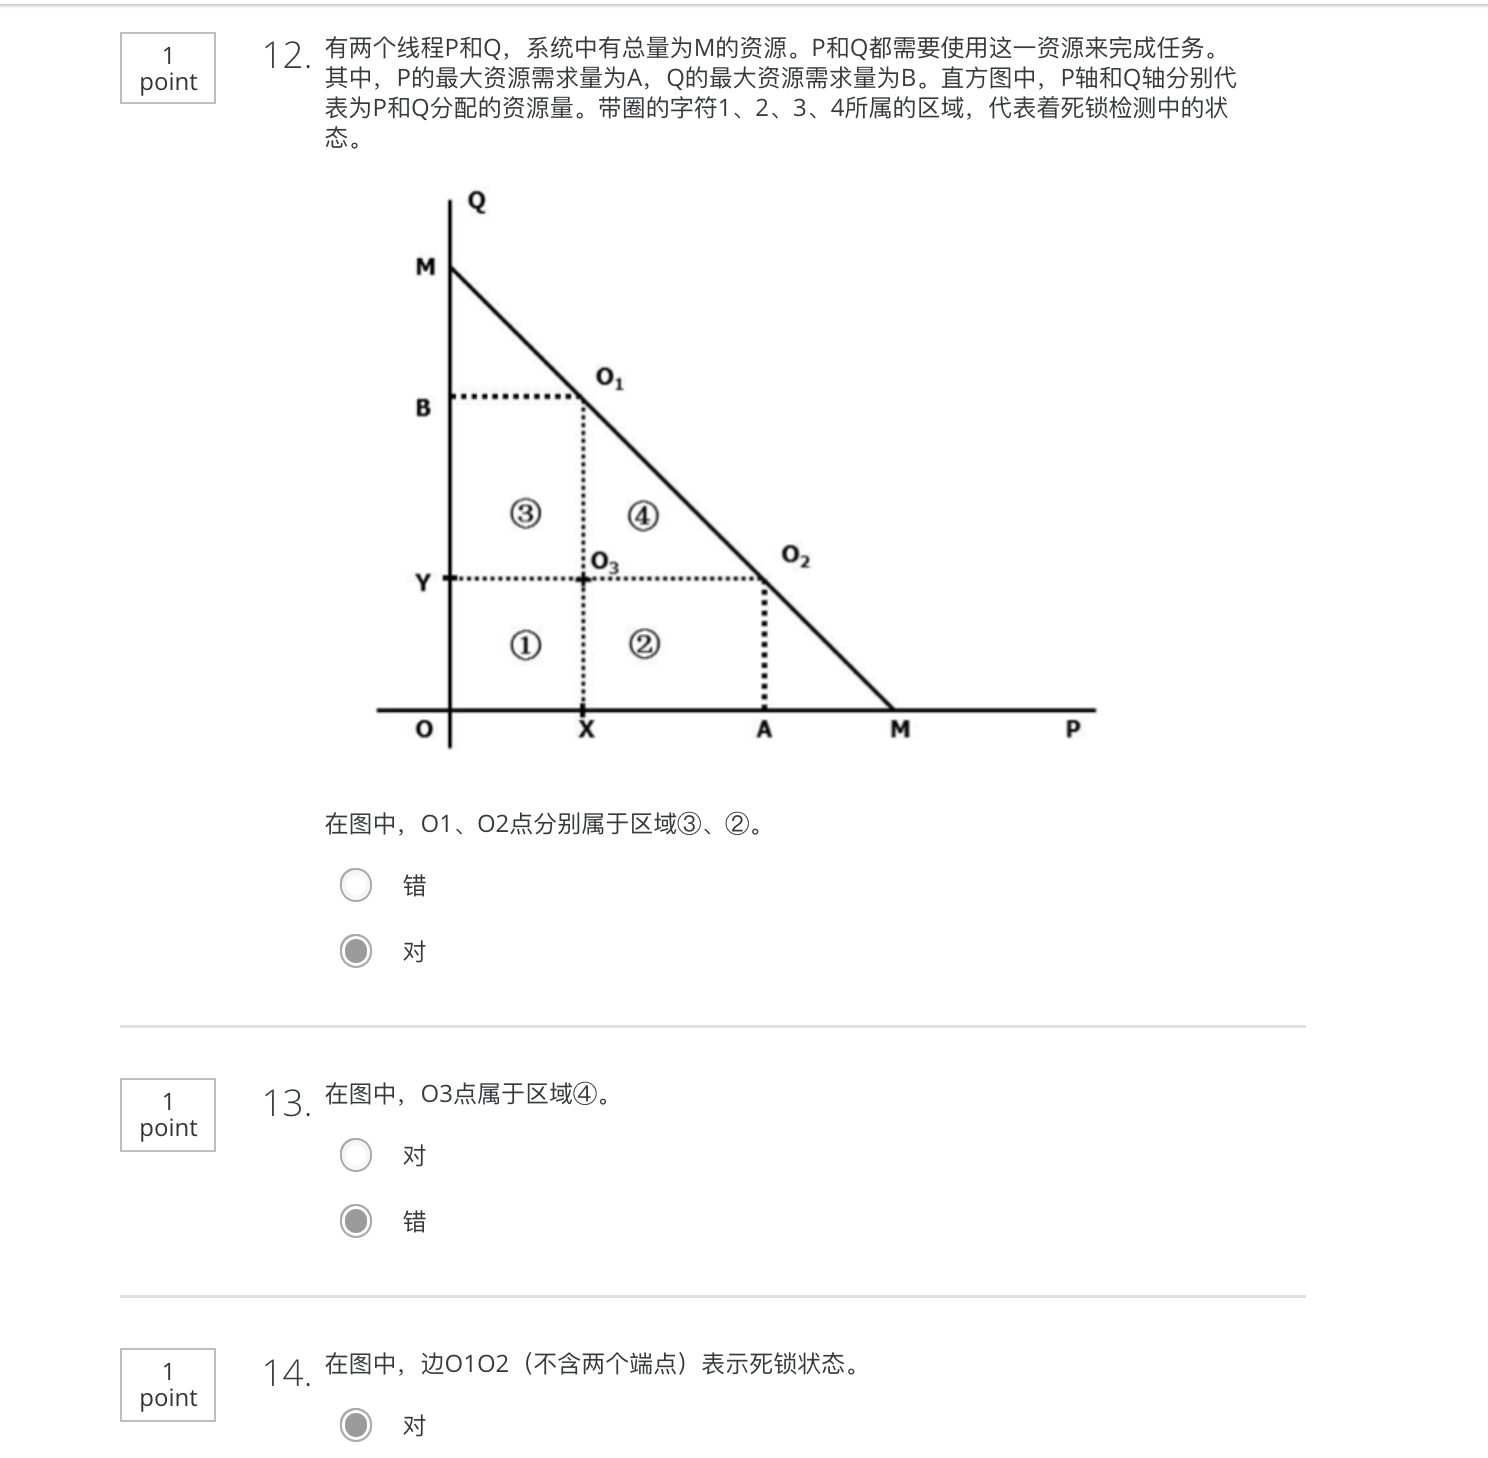 1
point
12.
有两个线程P和Q，系统中有总量为M的资源。P和Q都需要使用这一资源来完成任务。
其中，P的最大资源需求量为A，Q的最大资源需求量为B。直方图中，P轴和Q轴分别代
表为P和Q分配的资源量。带圈的字符1、2、3、4所属的区域，代表着死锁检测中的状
态。
Q
M
O₁
B
③ ④
O₃ O₂
Y
① ②
O X A M P
在图中，O1、O2点分别属于区域③、②。
错
对
1
point
13.
在图中，O3点属于区域④。
对
错
1
point
14.
在图中，边O1O2（不含两个端点）表示死锁状态。
对